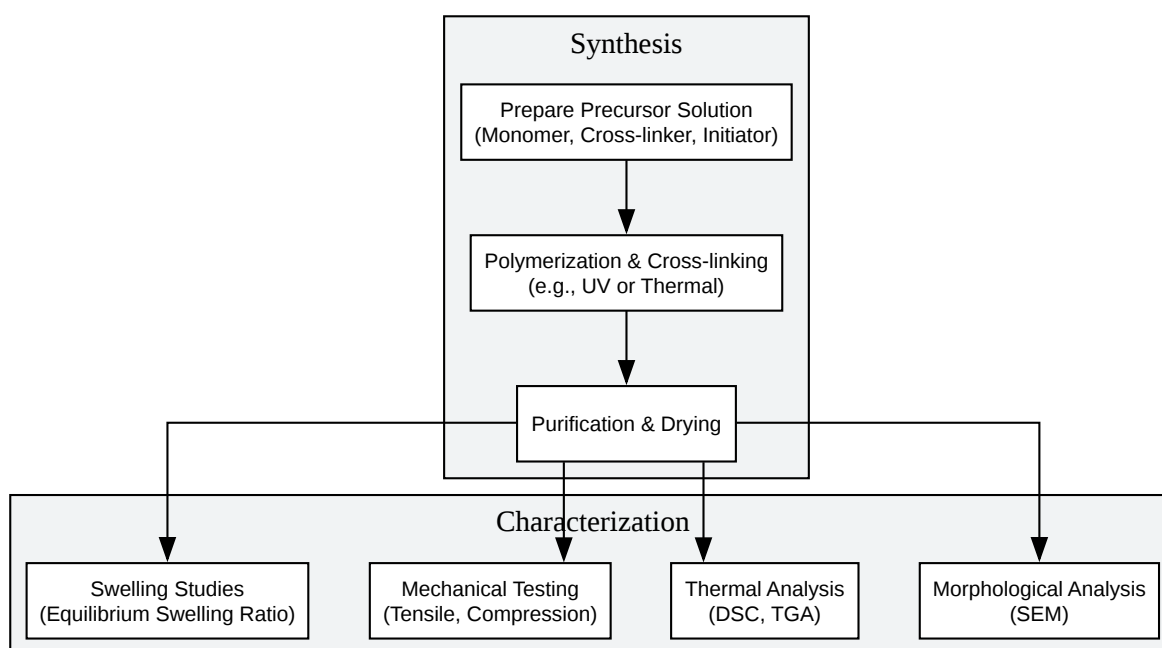 Synthesis
Prepare Precursor Solution
(Monomer, Cross-linker, Initiator)
Polymerization & Cross-linking
(e.g., UV or Thermal)
Purification & Drying
Characterization
Swelling Studies
(Equilibrium Swelling Ratio)
Mechanical Testing
(Tensile, Compression)
Thermal Analysis
(DSC, TGA)
Morphological Analysis
(SEM)